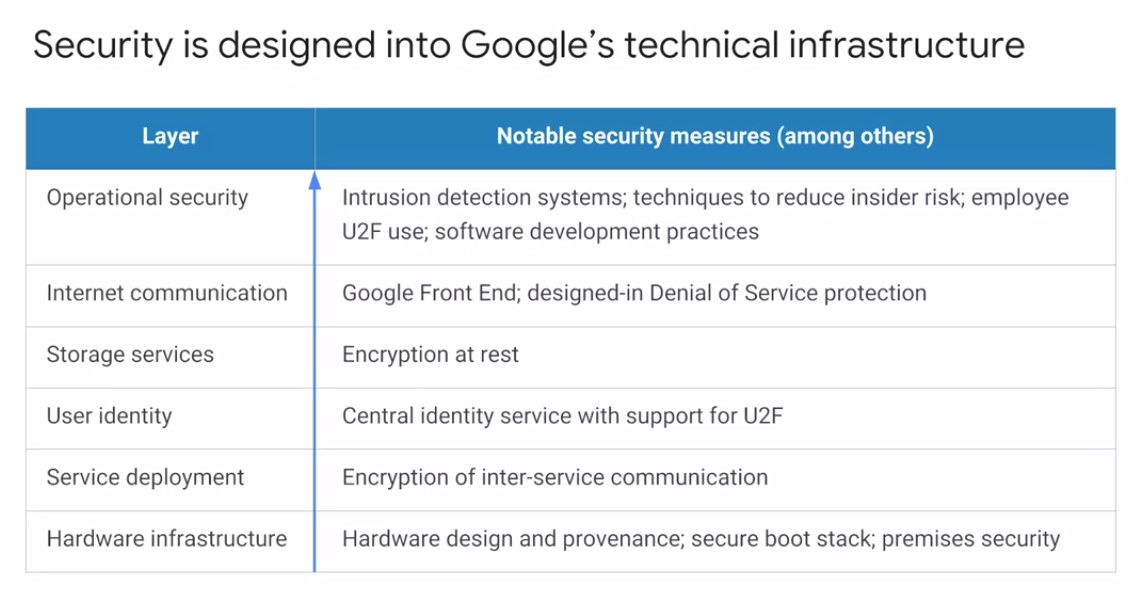 Security is designed into Google’s technical infrastructure
Layer
Notable security measures (among others)
Operational security
Intrusion detection systems; techniques to reduce insider risk; employee
U2F use; software development practices
Internet communication
Google Front End; designed-in Denial of Service protection
Storage services
Encryption at rest
User identity
Central identity service with support for U2F
Service deployment
Encryption of inter-service communication
Hardware infrastructure
Hardware design and provenance; secure boot stack; premises security